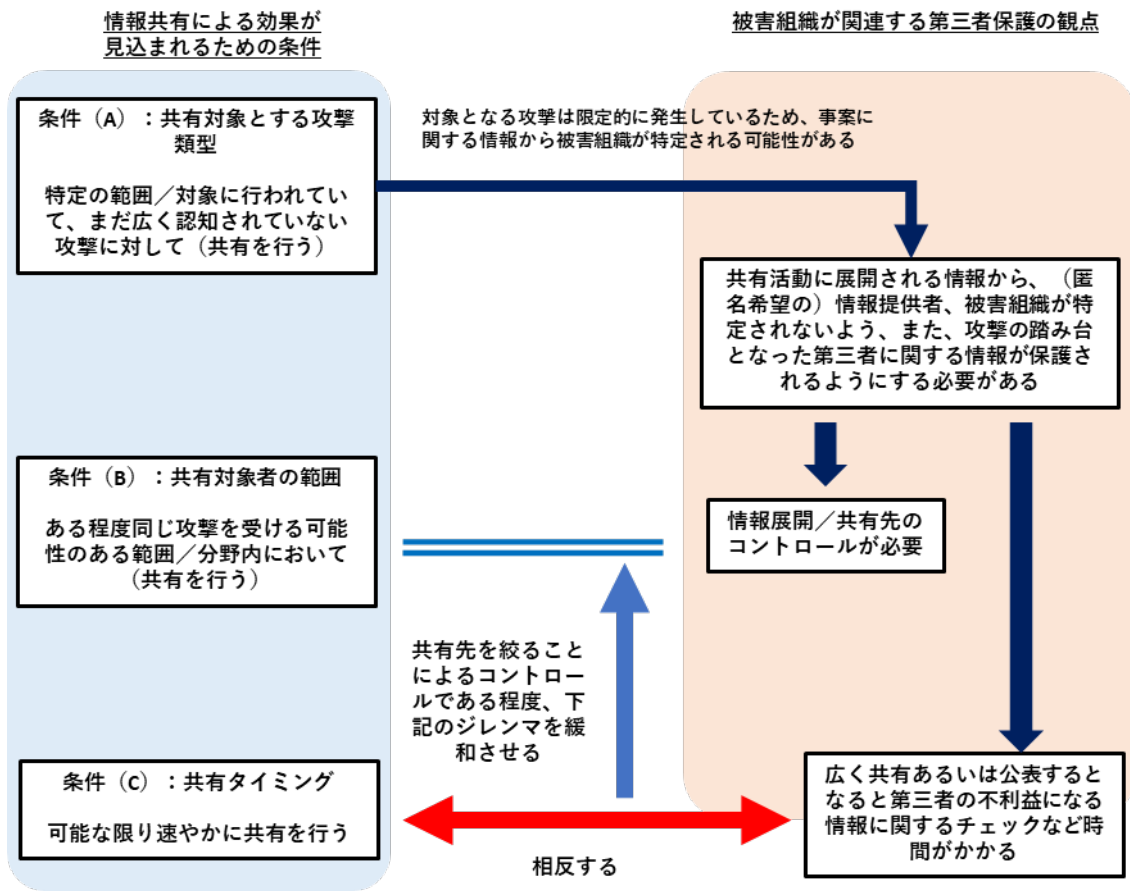 情報共有による効果が
見込まれるための条件
被害組織が関連する第三者保護の観点
条件（A）：共有対象とする攻撃
類型
特定の範囲／対象に行われてい
て、まだ広く認知されていない
攻撃に対して（共有を行う）
対象となる攻撃は限定的に発生しているため、事案に
関する情報から被害組織が特定される可能性がある
共有活動に展開される情報から、（匿
名希望の）情報提供者、被害組織が特
定されないよう、また、攻撃の踏み台
となった第三者に関する情報が保護さ
れるようにする必要がある
条件（B）：共有対象者の範囲
ある程度同じ攻撃を受ける可能
性のある範囲／分野内において
（共有を行う）
情報展開／共有先の
コントロールが必要
共有先を絞ること
によるコントロー
ルである程度、下
記のジレンマを緩
和させる
条件（C）：共有タイミング
可能な限り速やかに共有を行う
相反する
広く共有あるいは公表すると
なると第三者の不利益になる
情報に関するチェックなど時
間がかかる